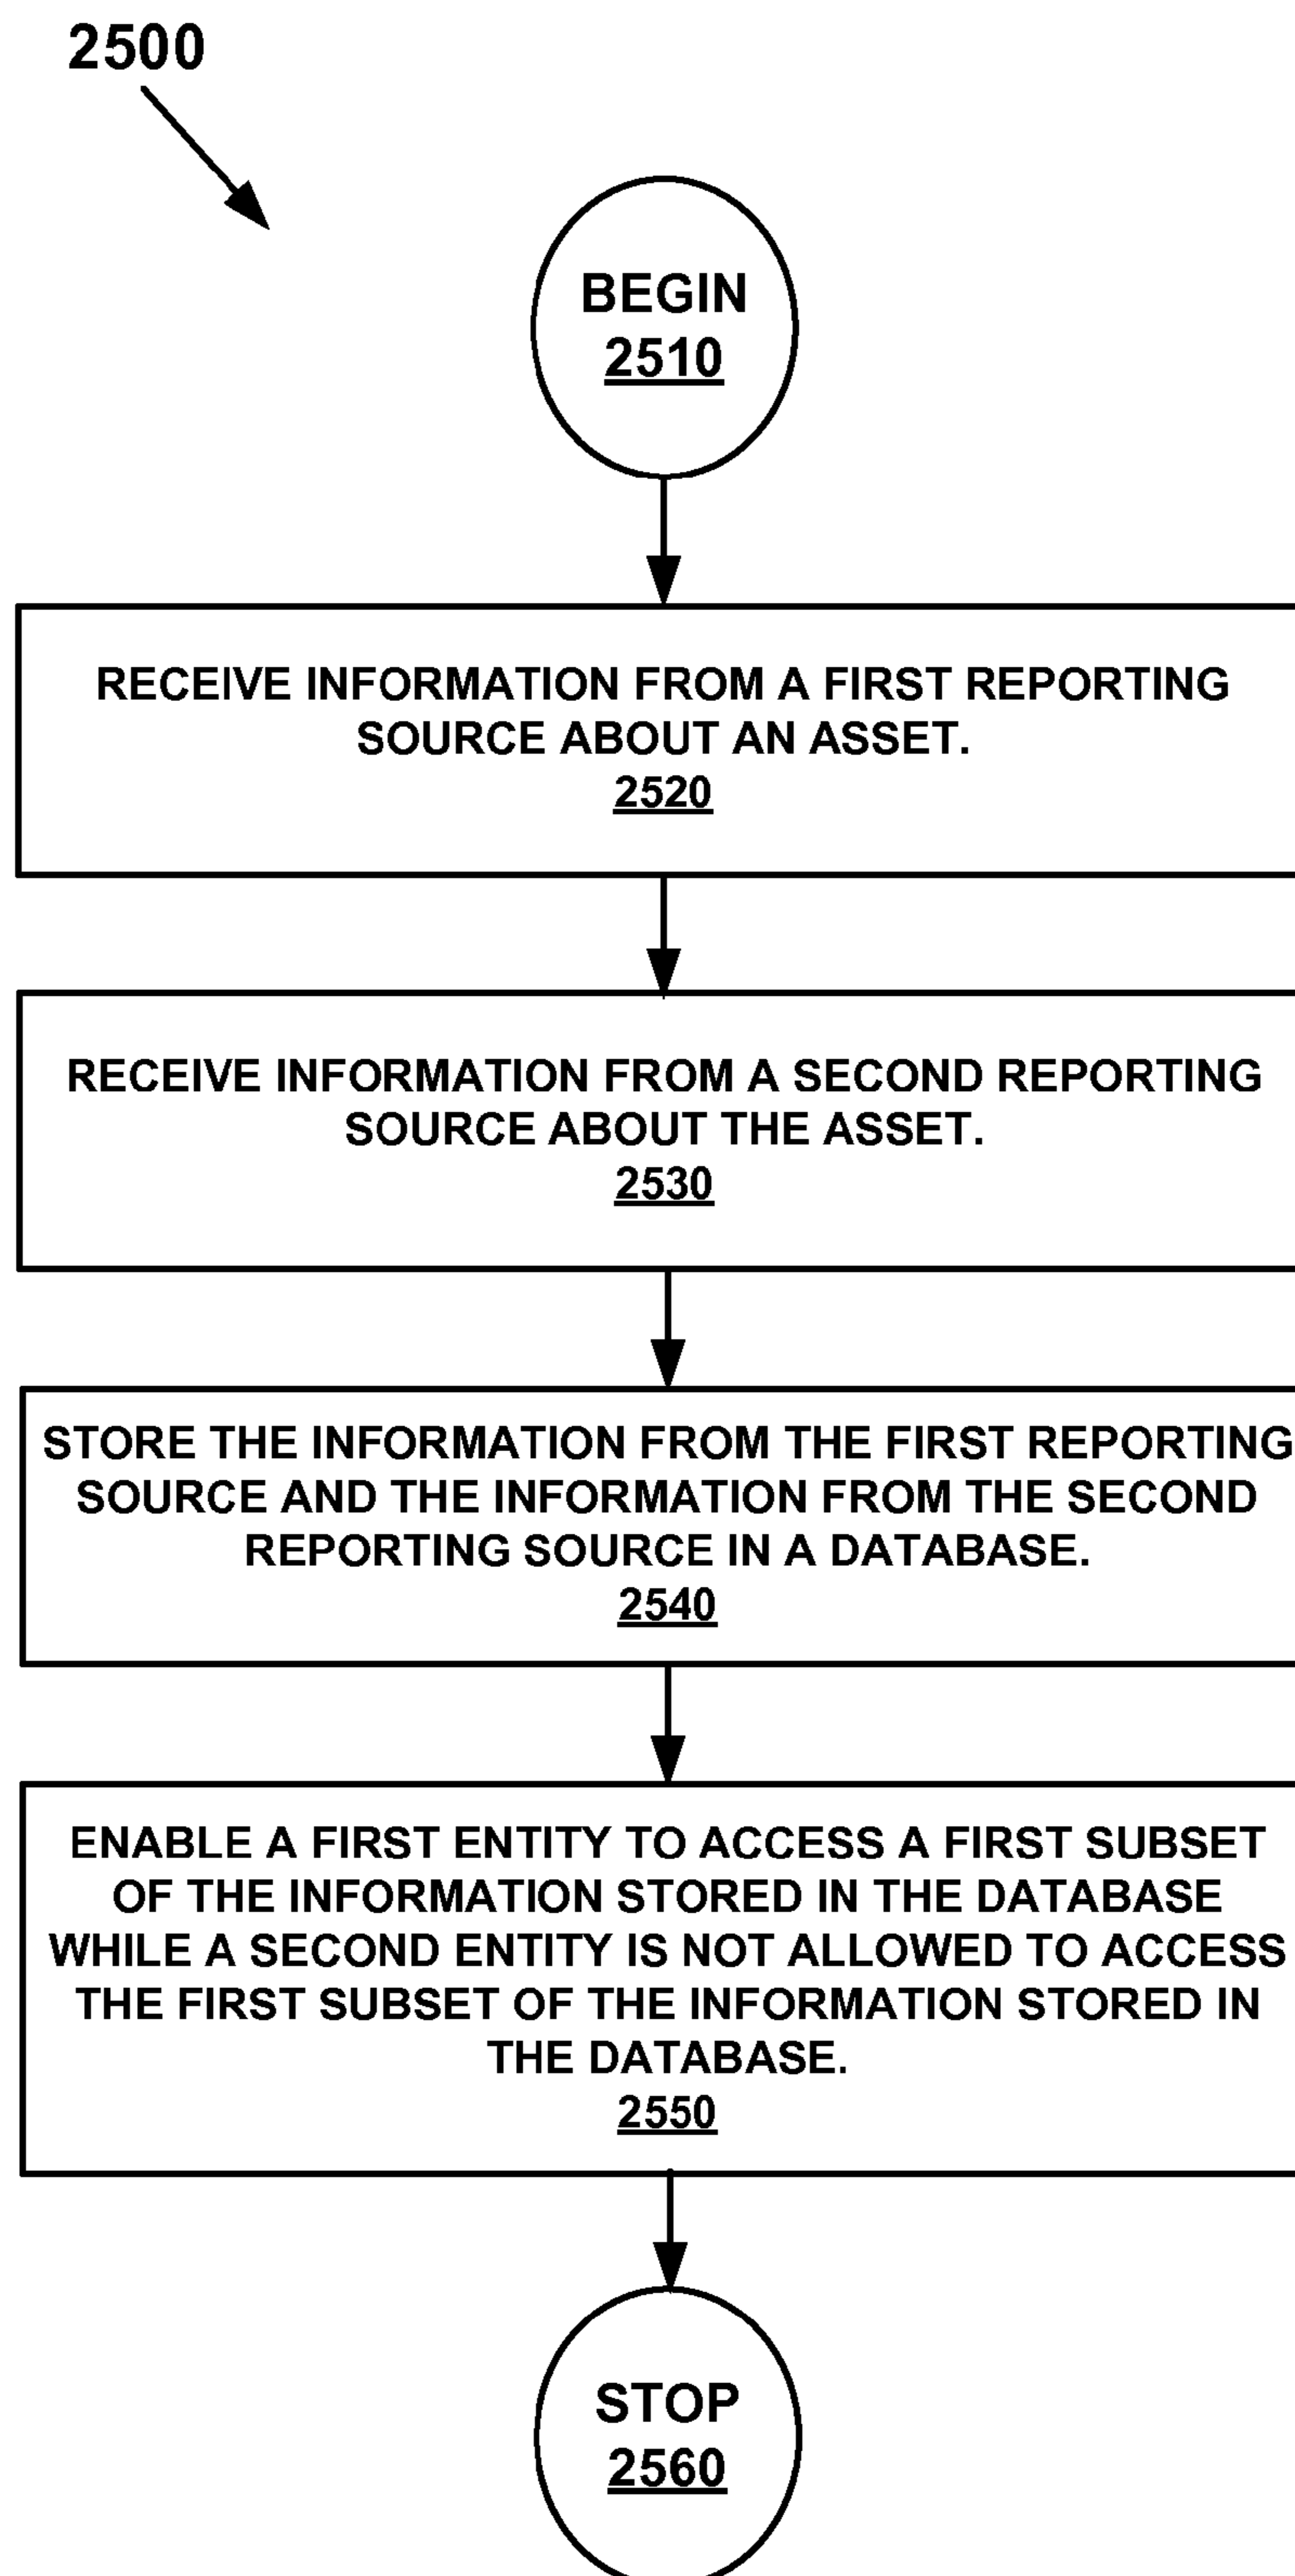 2500
BEGIN
2510
RECEIVE INFORMATION FROM A FIRST REPORTING
SOURCE ABOUT AN ASSET.
2520
RECEIVE INFORMATION FROM A SECOND REPORTING
SOURCE ABOUT THE ASSET.
2530
STORE THE INFORMATION FROM THE FIRST REPORTING
SOURCE AND THE INFORMATION FROM THE SECOND
REPORTING SOURCE IN A DATABASE.
2540
ENABLE A FIRST ENTITY TO ACCESS A FIRST SUBSET
OF THE INFORMATION STORED IN THE DATABASE
WHILE A SECOND ENTITY IS NOT ALLOWED TO ACCESS
THE FIRST SUBSET OF THE INFORMATION STORED IN
THE DATABASE.
2550
STOP
2560